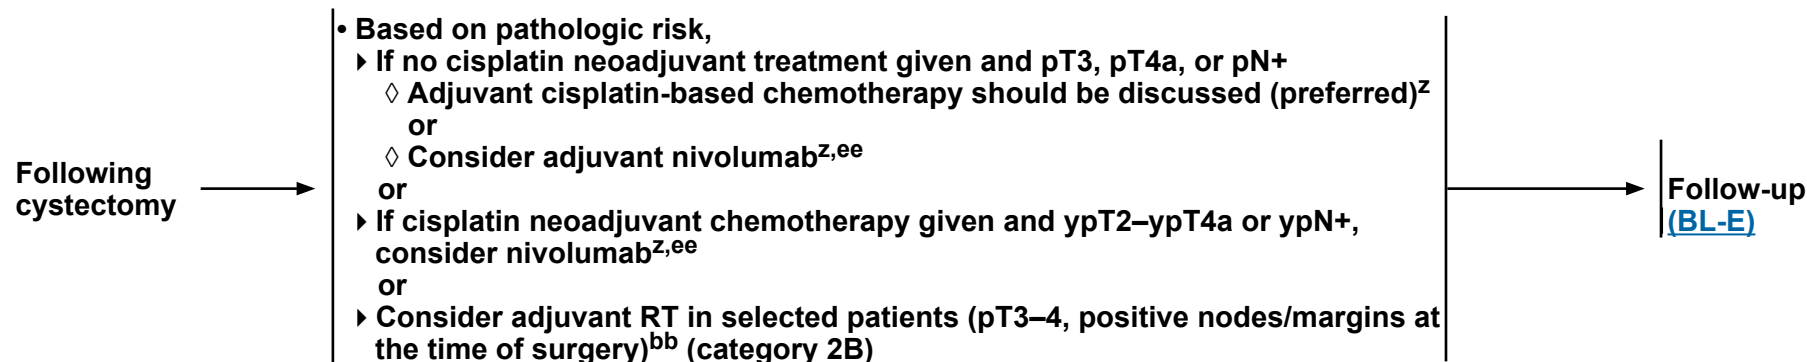 Following
cystectomy
• Based on pathologic risk,
▸ If no cisplatin neoadjuvant treatment given and pT3, pT4a, or pN+
◊ Adjuvant cisplatin-based chemotherapy should be discussed (preferred)z
or
◊ Consider adjuvant nivolumabz,ee
or
▸ If cisplatin neoadjuvant chemotherapy given and ypT2–ypT4a or ypN+,
consider nivolumabz,ee
or
▸ Consider adjuvant RT in selected patients (pT3–4, positive nodes/margins at
the time of surgery)bb (category 2B)
Follow-up
(BL-E)